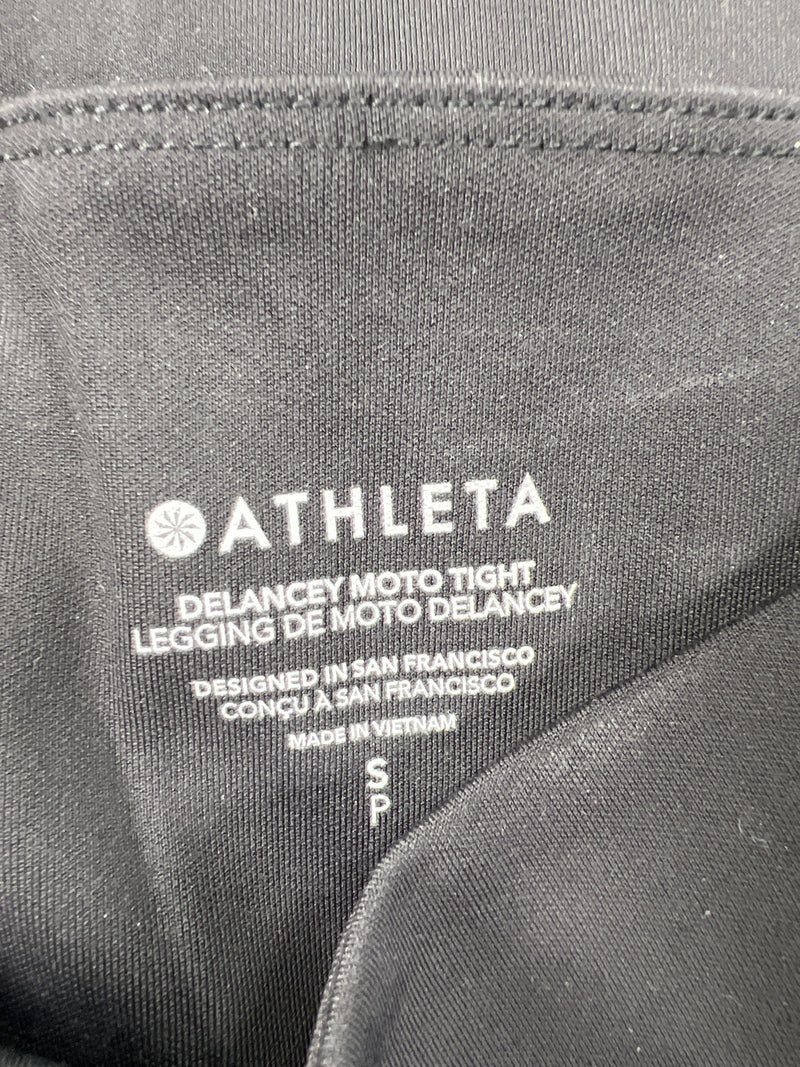 ATHLETA
DELANCEY MOTO TIGHT
LEGGING DE MOTO DELANCEY
DESIGNED IN SAN FRANCISCO
CONÇU À SAN FRANCISCO
MADE IN VIETNAM
S
P